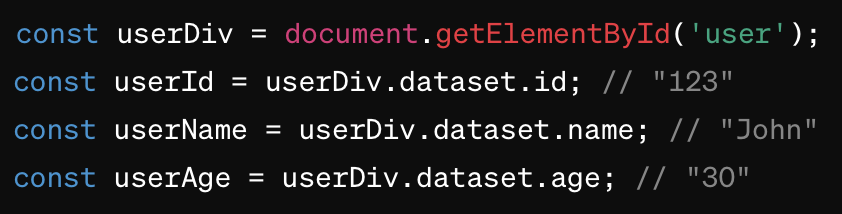 const userDiv = document.getElementById('user');
const userId = userDiv.dataset.id; // "123"
const userName = userDiv.dataset.name; // "John"
const userAge = userDiv.dataset.age; // "30"